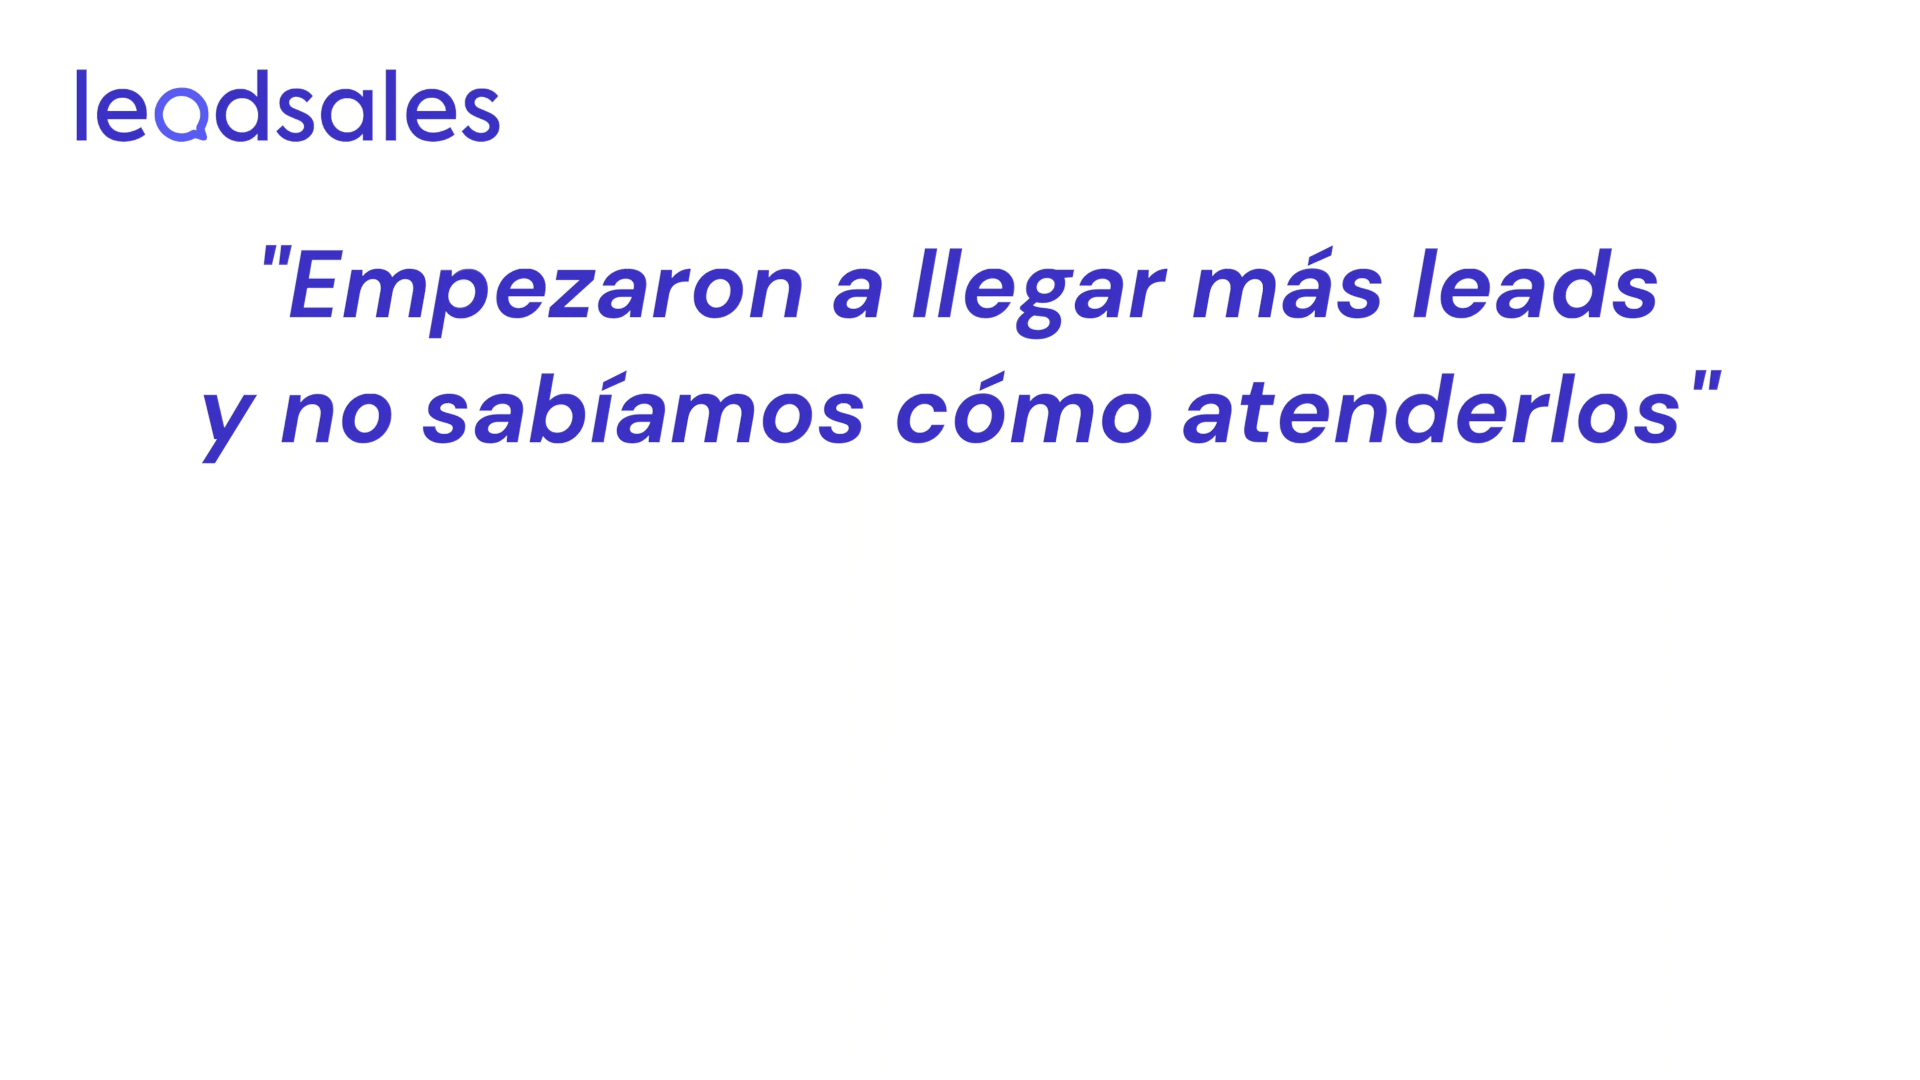 leadsales
"Empezaron a llegar más leads
y no sabíamos cómo atenderlos"